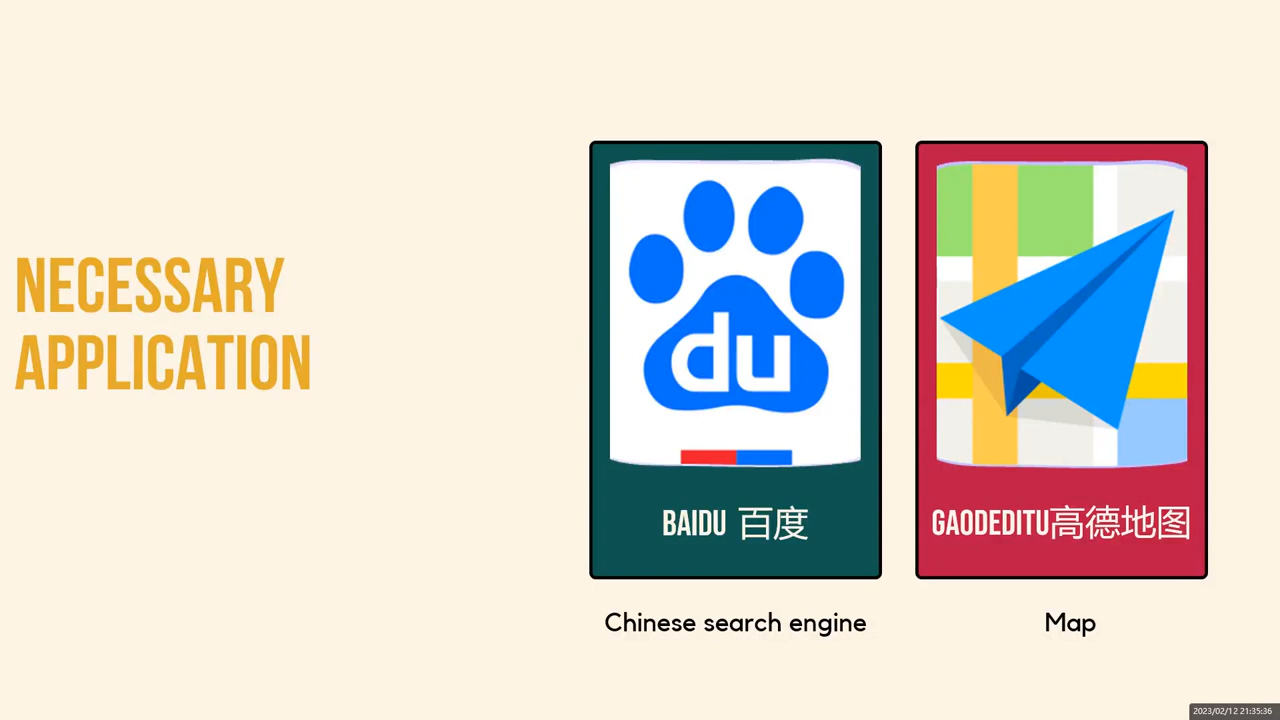 NECESSARY
APPLICATION
du
BAIDU 百度
GAODEDITU高德地图
Chinese search engine
Map
2023/02/12 21:35:36